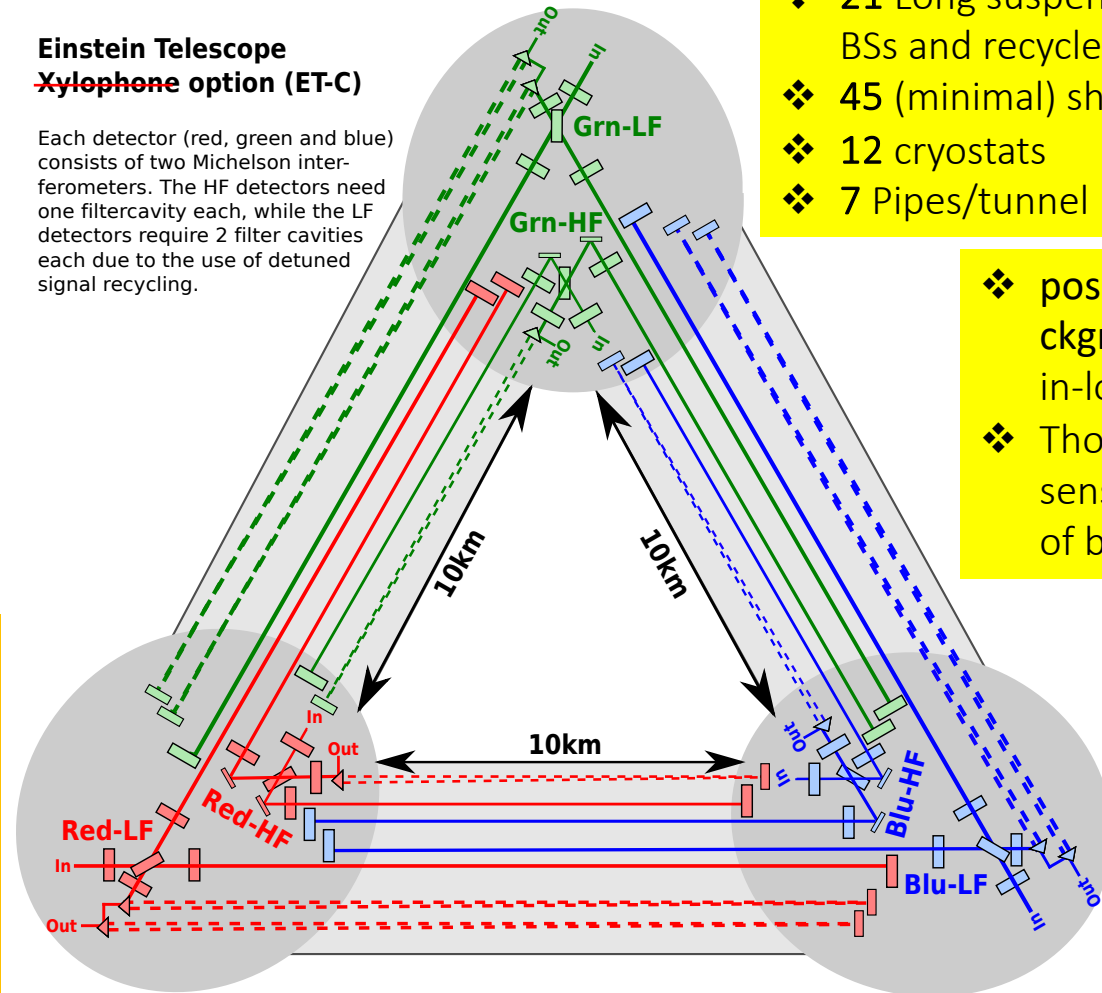 Einstein Telescope
Xylophone option (ET-C)
Each detector (red, green and blue)
consists of two Michelson inter-
ferometers. The HF detectors need
one filtercavity each, while the LF
detectors require 2 filter cavities
each due to the use of detuned
signal recycling.
Out
In
Grn-LF
Grn-HF
In
Out
21 Long suspen
BSs and recycle
45 (minimal) sh
12 cryostats
7 Pipes/tunnel
pos
ckgr
in-lo
Tho
sens
of b
10km
10km
10km
In
Out
Red-HF
Red-LF
In
Out
Out
In
Blu-HF
Blu-LF
Out
In